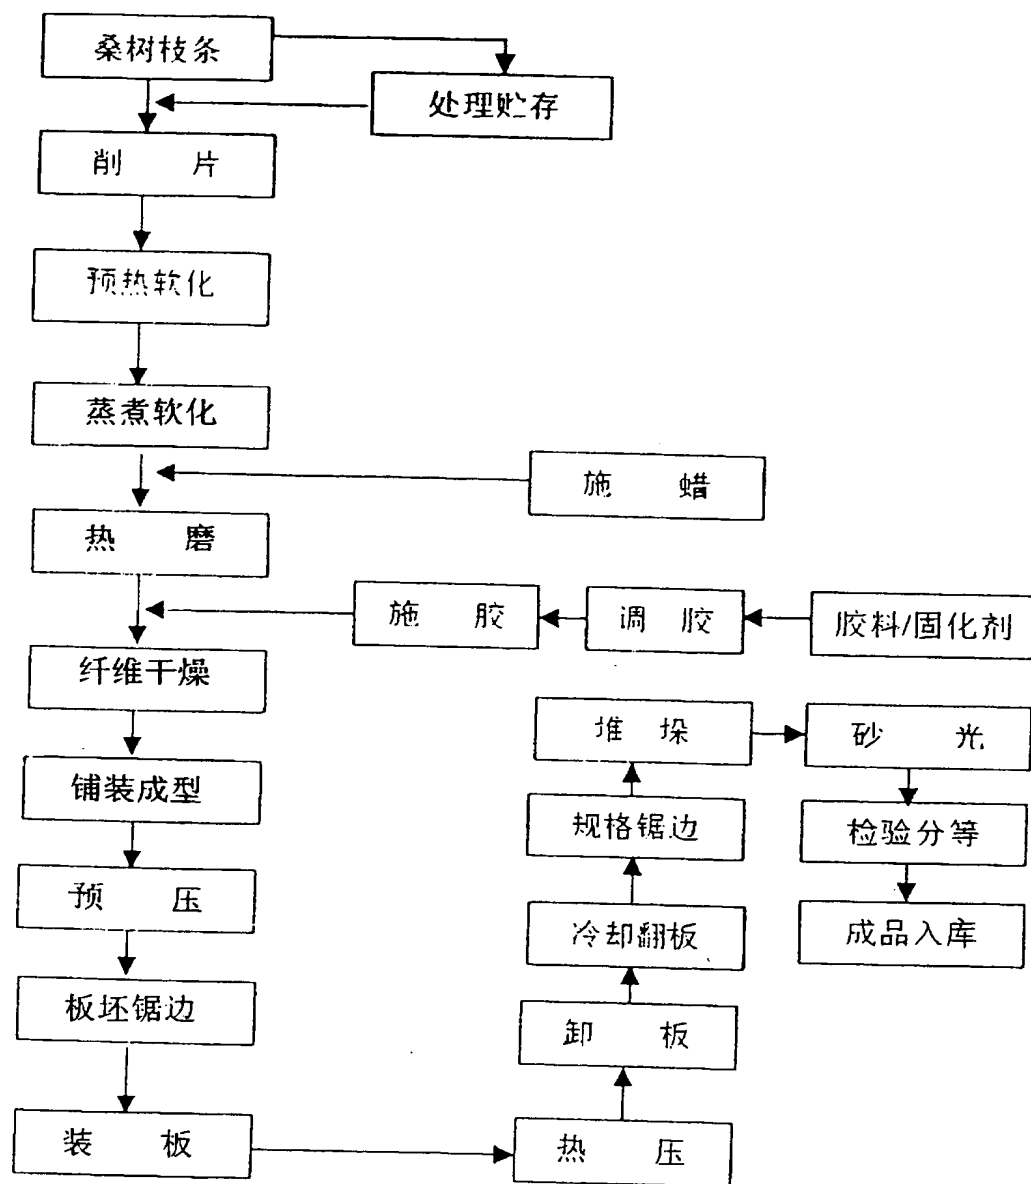 桑树枝条
处理贮存
削 片
预热软化
蒸煮软化
施 蜡
热 磨
施 胶
调 胶
胶料/固化剂
纤维干燥
堆 垛
砂 光
铺装成型
规格锯边
检验分等
预 压
冷却翻板
成品入库
板坯锯边
卸 板
装 板
热 压